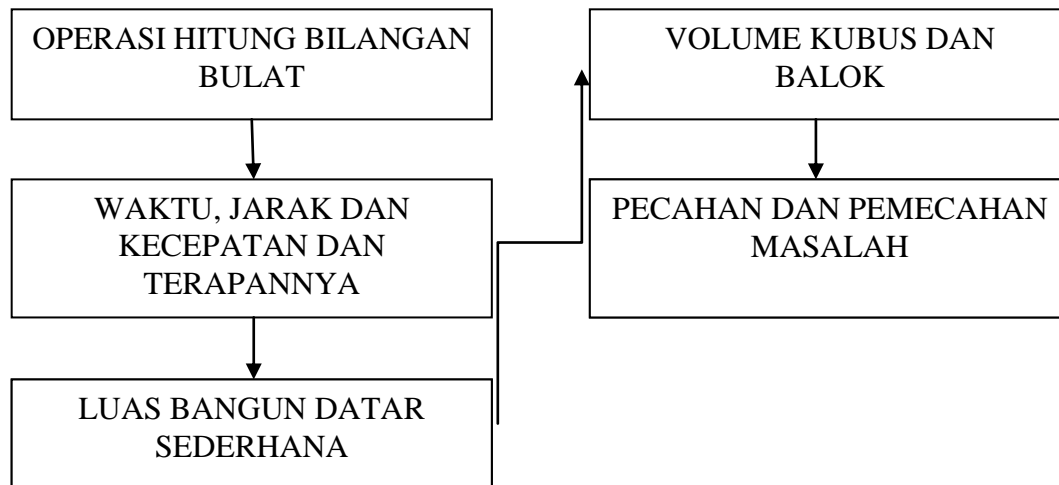 OPERASI HITUNG BILANGAN
BULAT
WAKTU, JARAK DAN
KECEPATAN DAN
TERAPANNYA
LUAS BANGUN DATAR
SEDERHANA
VOLUME KUBUS DAN
BALOK
PECAHAN DAN PEMECAHAN
MASALAH